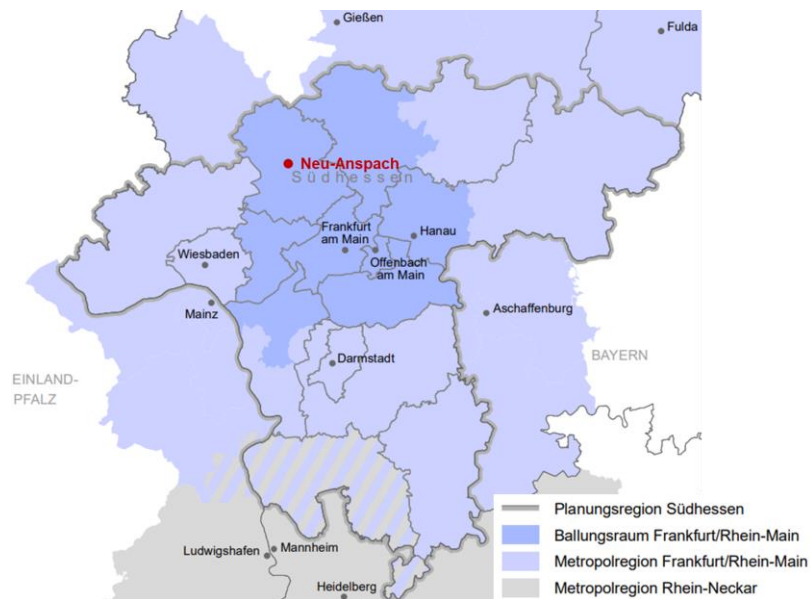 Gießen
Fulda
Neu-Anspach
Südhessen
Frankfurt
am Main
Hanau
Wiesbaden
Offenbach
am Main
Mainz
Aschaffenburg
Darmstadt
BAYERN
EINLAND-
PFALZ
Ludwigshafen
Mannheim
Heidelberg
Planungsregion Südhessen
Ballungsraum Frankfurt/Rhein-Main
Metropolregion Frankfurt/Rhein-Main
Metropolregion Rhein-Neckar